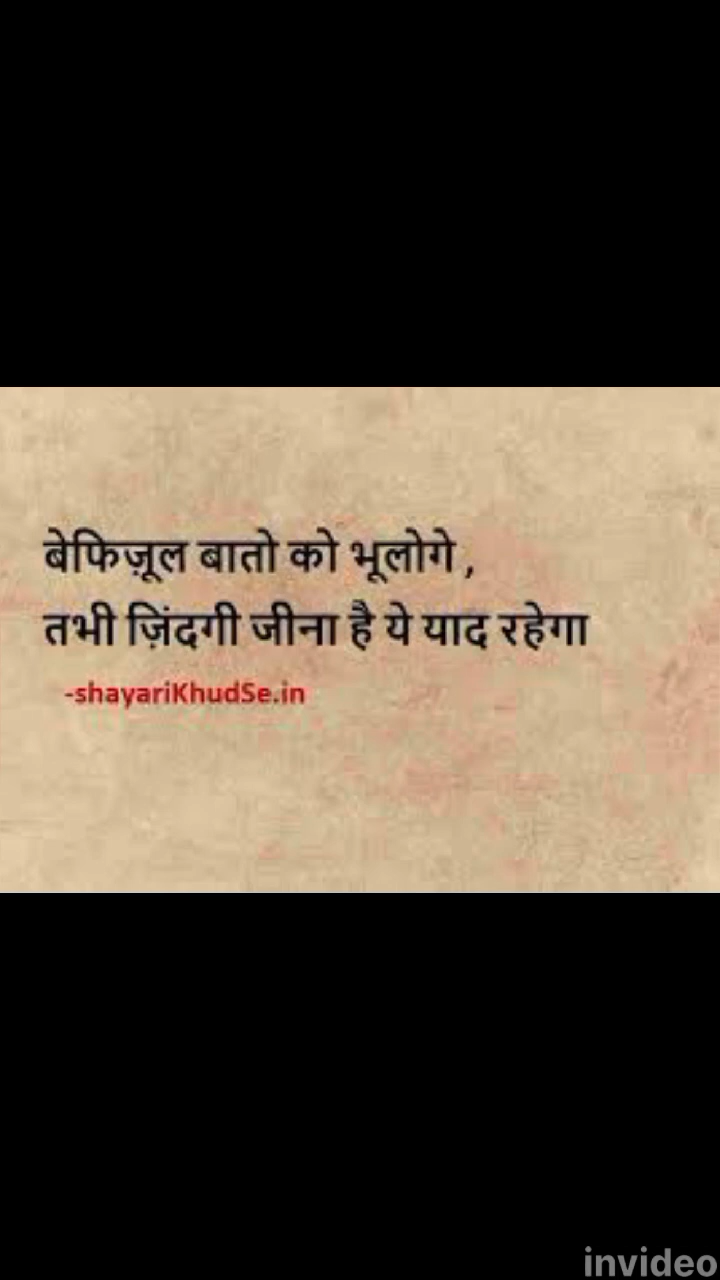 बेफिज़ूल बातो को भूलोगे ,
तभी ज़िंदगी जीना है ये याद रहेगा
-shayariKhudSe.in
invideo